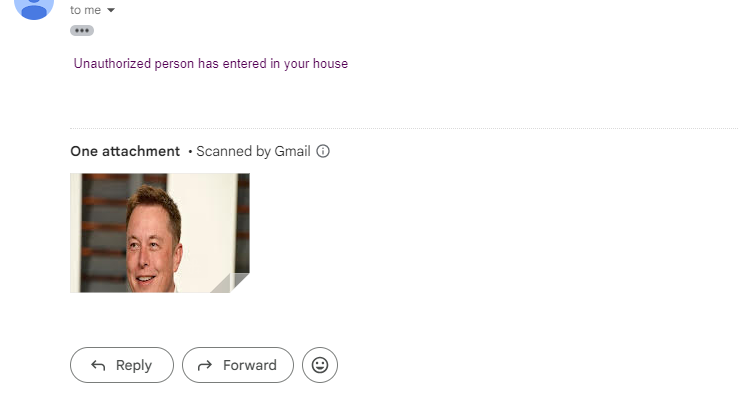 to me
Unauthorized person has entered in your house
One attachment • Scanned by Gmail
Reply Forward